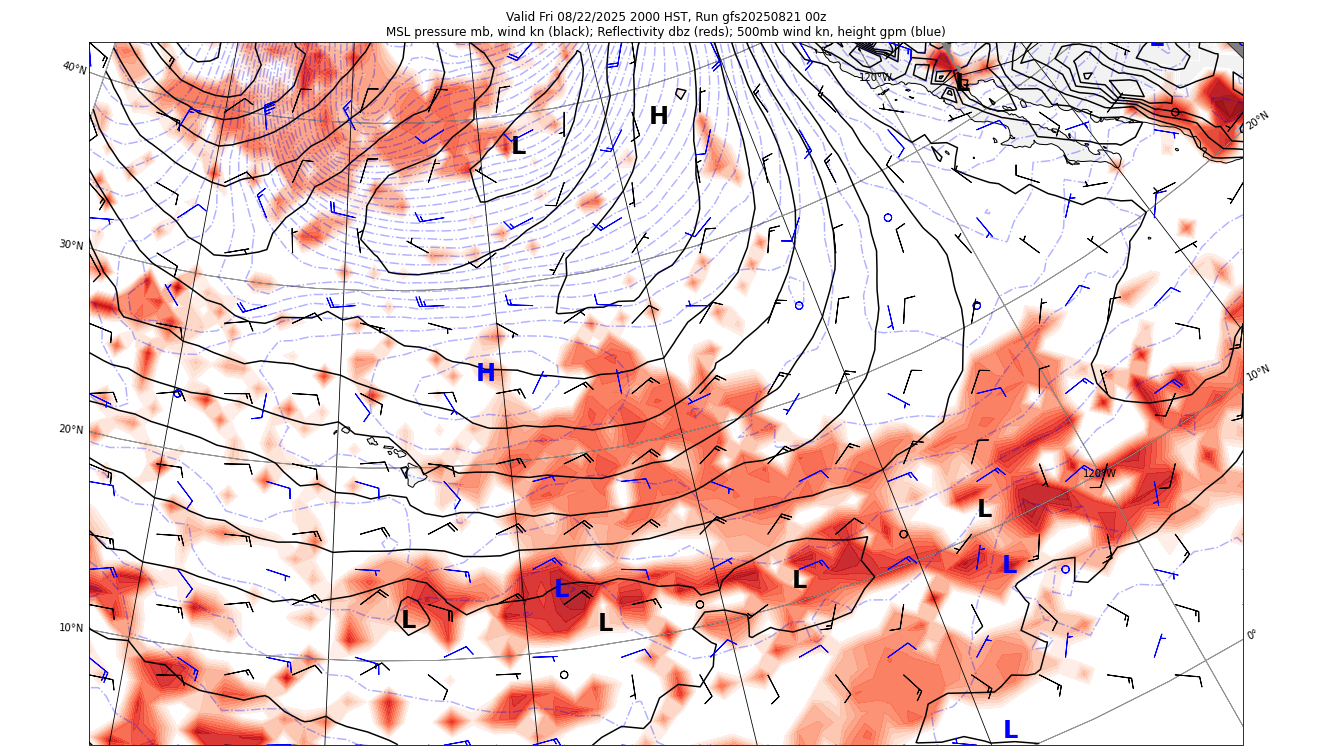 Valid Fri 08/22/2025 2000 HST, Run gfs20250821 00z
MSL pressure mb, wind kn (black); Reflectivity dbz (reds); 500mb wind kn, height gpm (blue)
40°N
120°W
L
20°N
H
L
30°N
H
10°N
20°N
120°W
L
L
L
L
L
L
10°N
0°
L